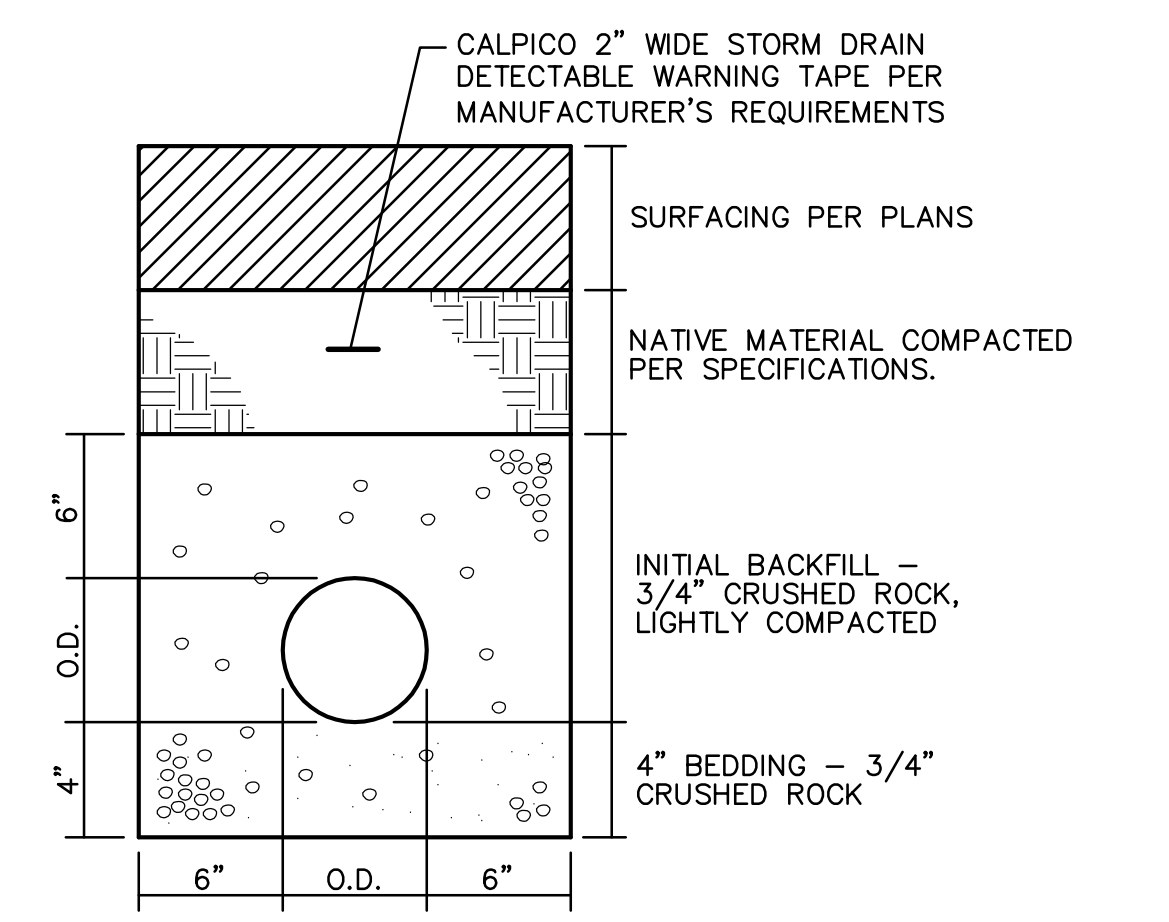 CALPICO 2” WIDE STORM DRAIN
DETECTABLE WARNING TAPE PER
MANUFACTURER’S REQUIREMENTS
SURFACING PER PLANS
NATIVE MATERIAL COMPACTED
PER SPECIFICATIONS.
6”
INITIAL BACKFILL –
3/4” CRUSHED ROCK,
LIGHTLY COMPACTED
O.D.
4”
4” BEDDING – 3/4”
CRUSHED ROCK
6”
O.D.
6”